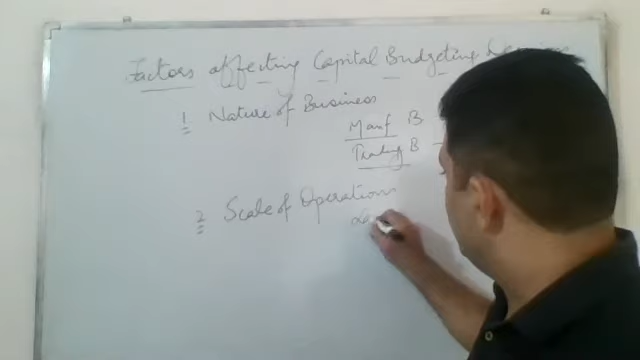 Factors affecting Capital Budgeting
1 Nature of Business
Manf B
Trading B
2 Scale of Operations